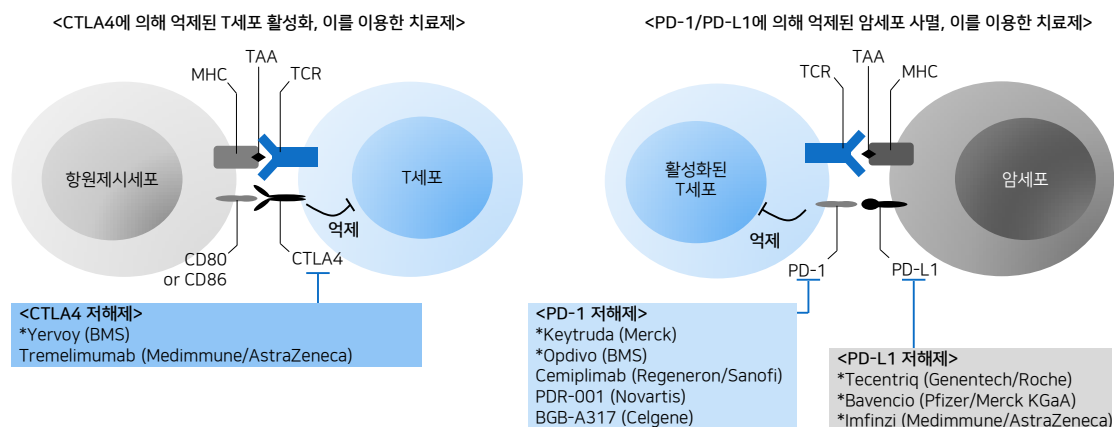 <CTLA4에 의해 억제된 T세포 활성화, 이를 이용한 치료제>
TAA
MHC
TCR
항원제시세포
T세포
억제
CD80
or CD86
CTLA4
<CTLA4 저해제>
*Yervoy (BMS)
Tremelimumab (Medimmune/AstraZeneca)
<PD-1/PD-L1에 의해 억제된 암세포 사멸, 이를 이용한 치료제>
TAA
TCR
MHC
활성화된
T세포
암세포
억제
PD-1
PD-L1
<PD-1 저해제>
*Keytruda (Merck)
*Opdivo (BMS)
Cemiplimab (Regeneron/Sanofi)
PDR-001 (Novartis)
BGB-A317 (Celgene)
<PD-L1 저해제>
*Tecentriq (Genentech/Roche)
*Bavencio (Pfizer/Merck KGaA)
*Imfinzi (Medimmune/AstraZeneca)